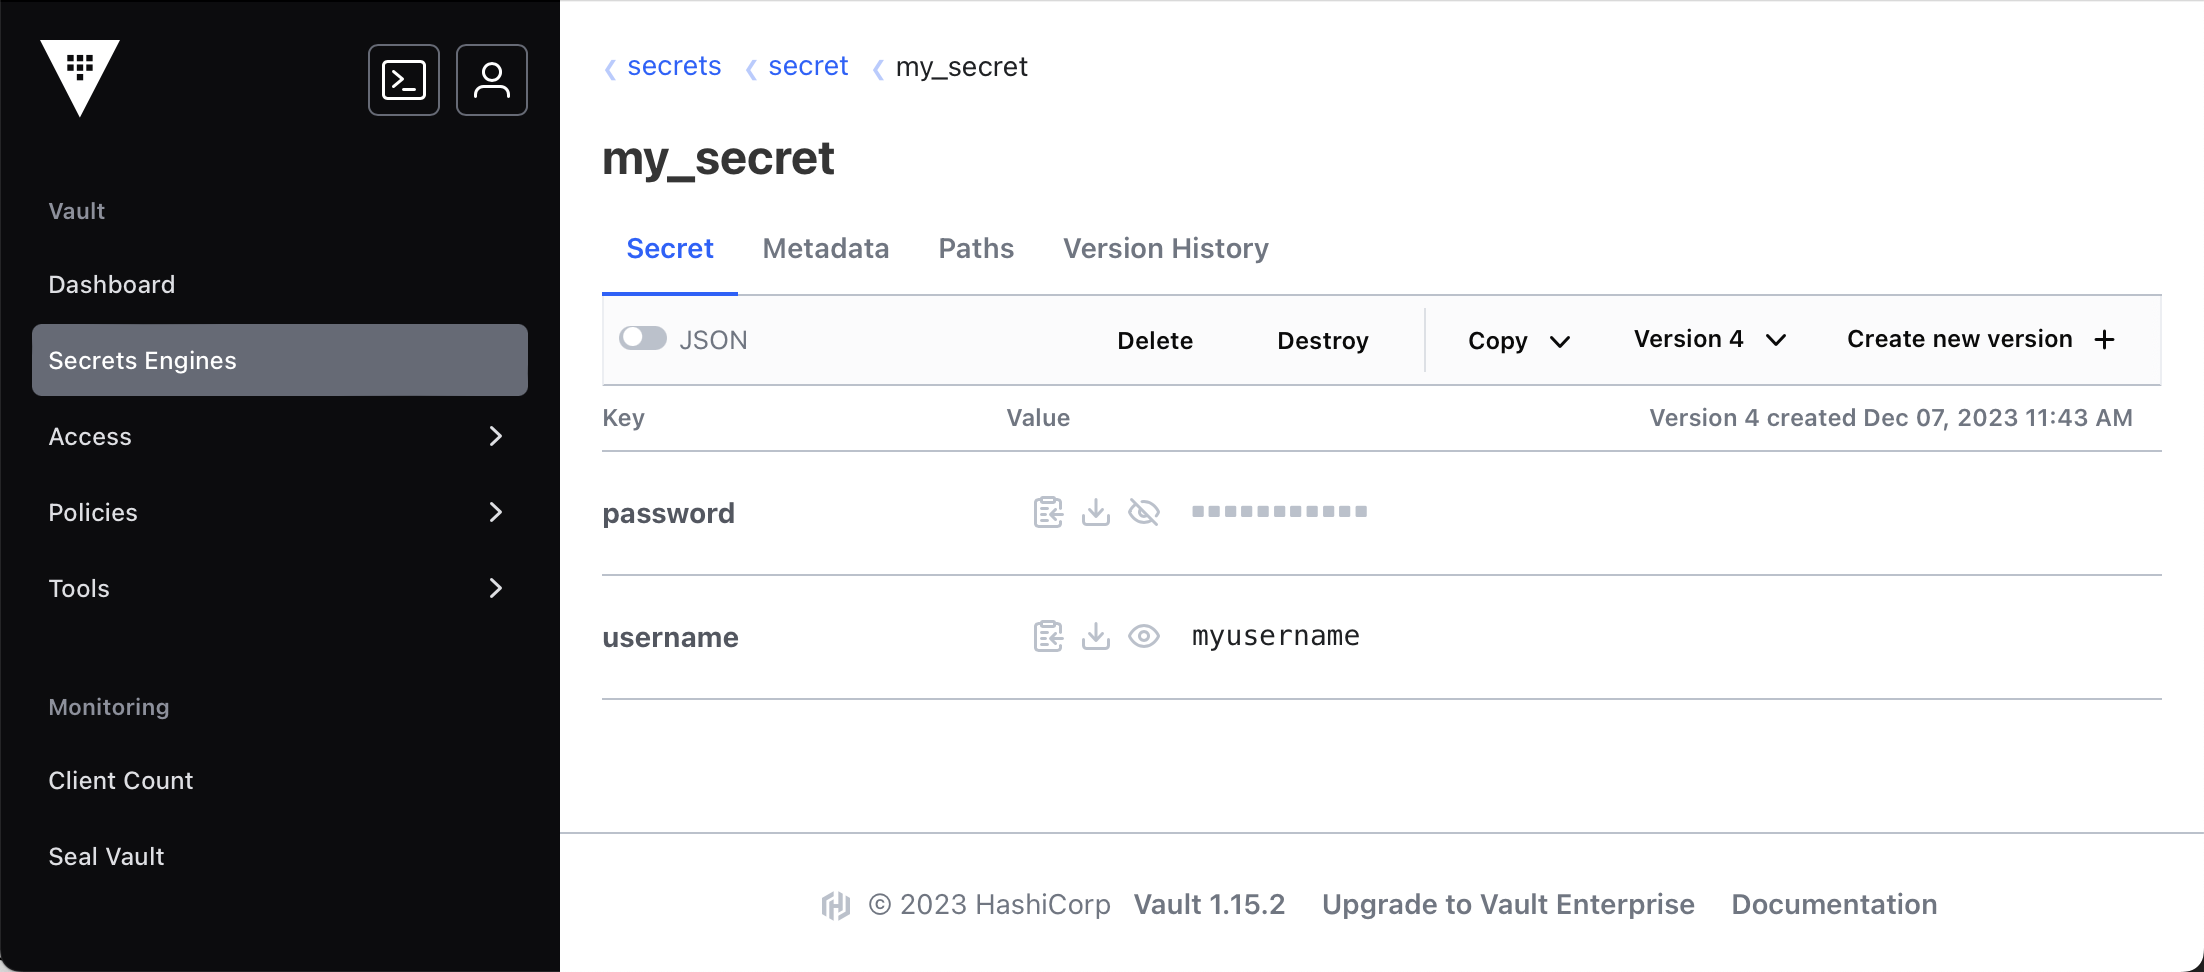 Vault
Dashboard
Secrets Engines
Access
Policies
Tools
Monitoring
Client Count
Seal Vault
secrets secret my_secret
my_secret
Secret Metadata Paths Version History
JSON Delete Destroy Copy Version 4 Create new version
Key Value Version 4 created Dec 07, 2023 11:43 AM
password
username myusername
© 2023 HashiCorp Vault 1.15.2 Upgrade to Vault Enterprise Documentation